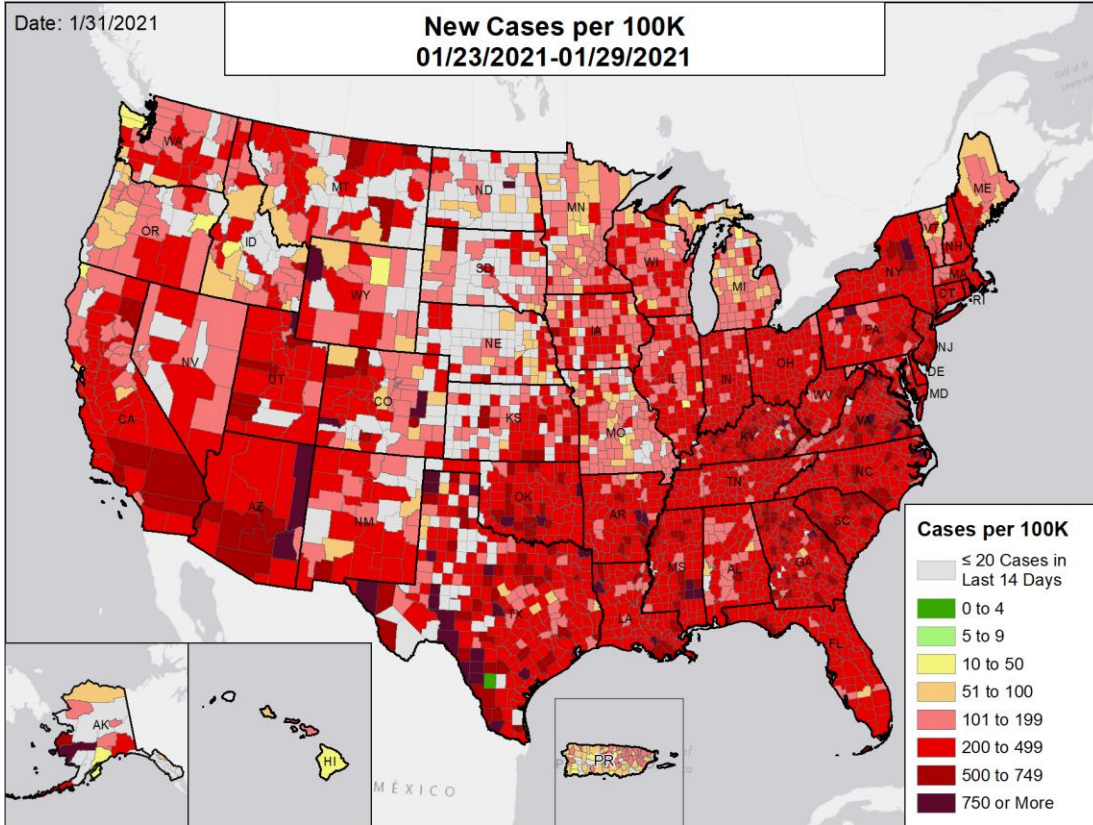 Date: 1/31/2021
New Cases per 100K
01/23/2021-01/29/2021
Gulf of St
Lawrence
WA
MT
ND
MN
ME
OR
ID
SD
WI
VT
NH
WY
MI
NY
MA
CT
RI
NE
IA
PA
NV
UT
CO
IL
IN
OH
NJ
DE
CA
KS
MO
WV
MD
KY
VA
AZ
NM
OK
AR
TN
NC
SC
MS
AL
GA
TX
LA
FL
AK
HI
PR
MÉXICO
Cases per 100K
≤ 20 Cases in
Last 14 Days
0 to 4
5 to 9
10 to 50
51 to 100
101 to 199
200 to 499
500 to 749
750 or More